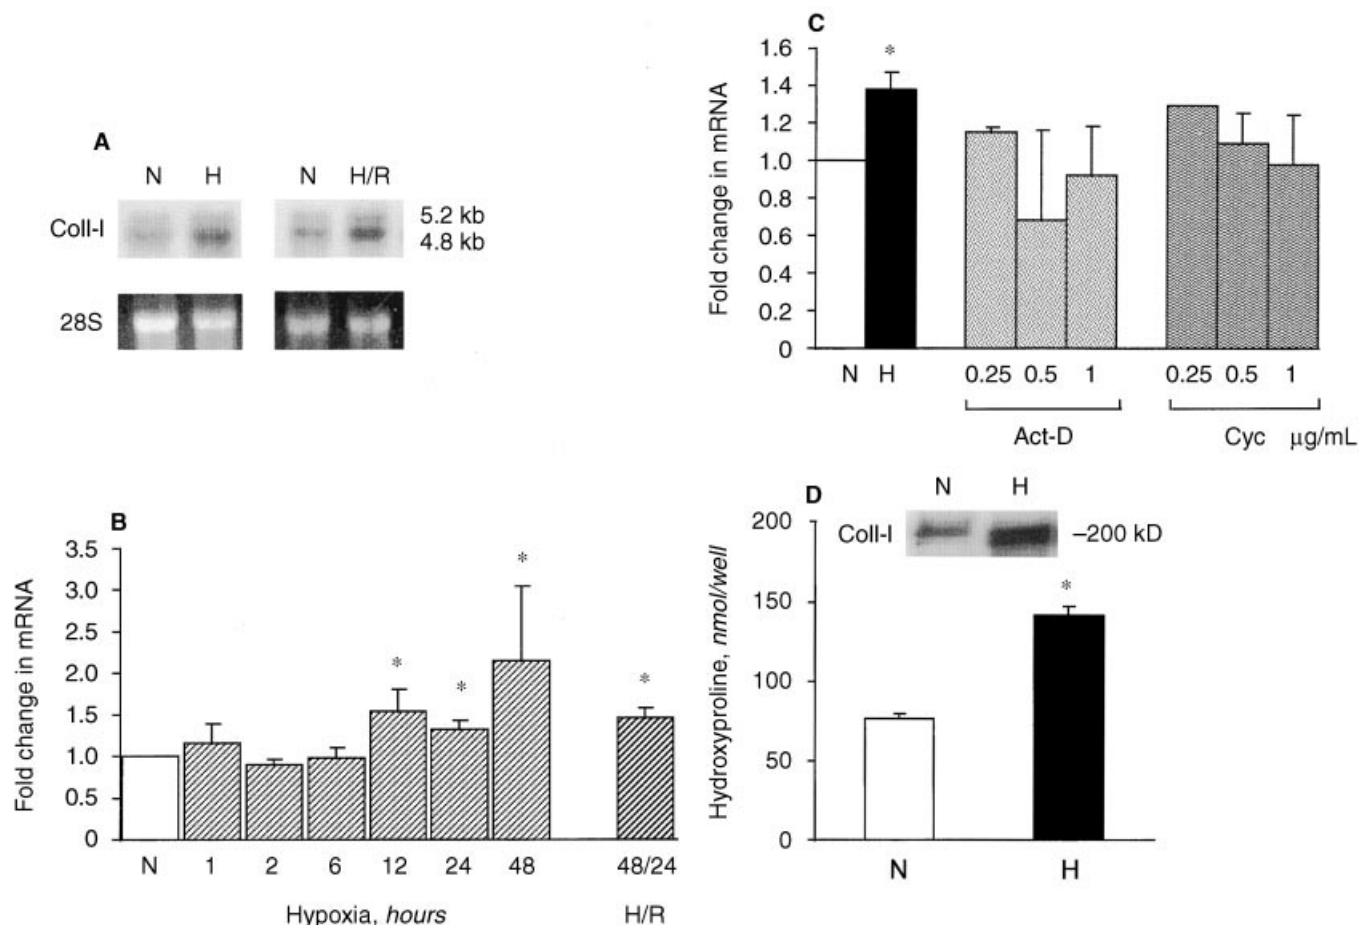 A
N H N H/R
Coll-I 5.2 kb
4.8 kb
28S
B
3.5
3.0
2.5
2.0
1.5
1.0
0.5
0
Fold change in mRNA
* * * *
N 1 2 6 12 24 48 48/24
Hypoxia, hours H/R
C
1.6
1.4
1.2
1.0
0.8
0.6
0.4
0.2
0
Fold change in mRNA
*
N H 0.25 0.5 1 0.25 0.5 1
Act-D Cyc μg/mL
D
N H
Coll-I –200 kD
200
150
100
50
0
Hydroxyproline, nmol/well
*
N H